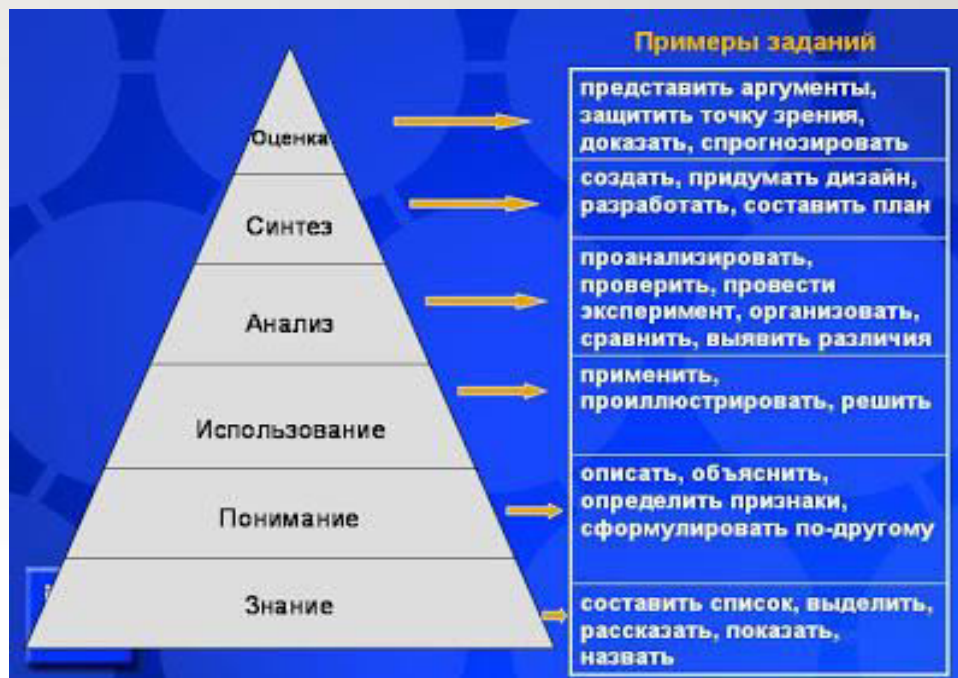 Примеры заданий
Оценка
представить аргументы,
защитить точку зрения,
доказать, спрогнозировать
Синтез
создать, придумать дизайн,
разработать, составить план
Анализ
проанализировать,
проверить, провести
эксперимент, организовать,
сравнить, выявить различия
Использование
применить,
проиллюстрировать, решить
Понимание
описать, объяснить,
определить признаки,
сформулировать по-другому
Знание
составить список, выделить,
рассказать, показать,
назвать